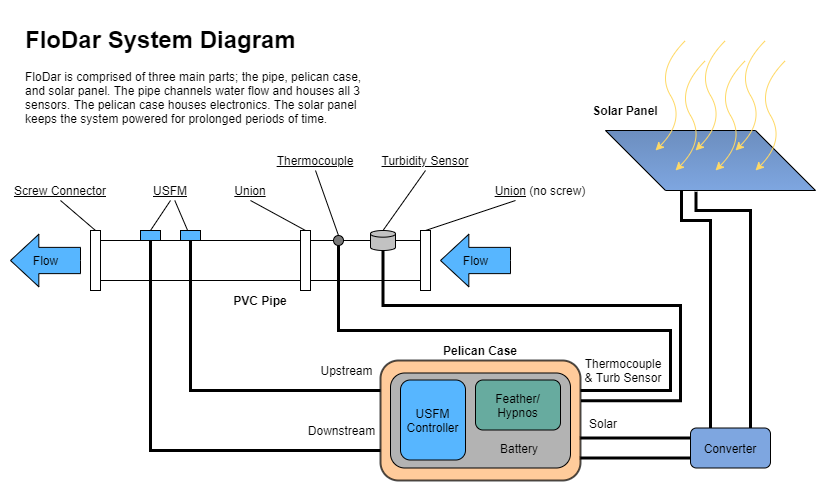 FloDar System Diagram
FloDar is comprised of three main parts; the pipe, pelican case,
and solar panel. The pipe channels water flow and houses all 3
sensors. The pelican case houses electronics. The solar panel
keeps the system powered for prolonged periods of time.
Solar Panel
Thermocouple
Turbidity Sensor
Screw Connector
USFM
Union
Union (no screw)
Flow
Flow
PVC Pipe
Pelican Case
Upstream
Thermocouple
& Turb Sensor
Feather/
Hypnos
USFM
Controller
Downstream
Solar
Battery
Converter